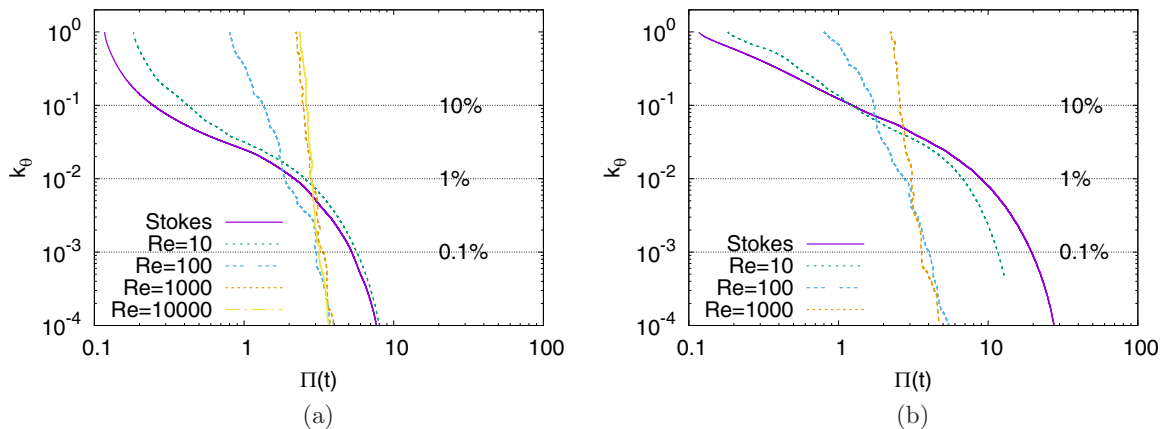 10^0
10^-1
10^-2
10^-3
10^-4
k_θ
10%
1%
0.1%
Stokes
Re=10
Re=100
Re=1000
Re=10000
0.1 1 10 100
Π(t)
(a)
10^0
10^-1
10^-2
10^-3
10^-4
k_θ
10%
1%
0.1%
Stokes
Re=10
Re=100
Re=1000
0.1 1 10 100
Π(t)
(b)